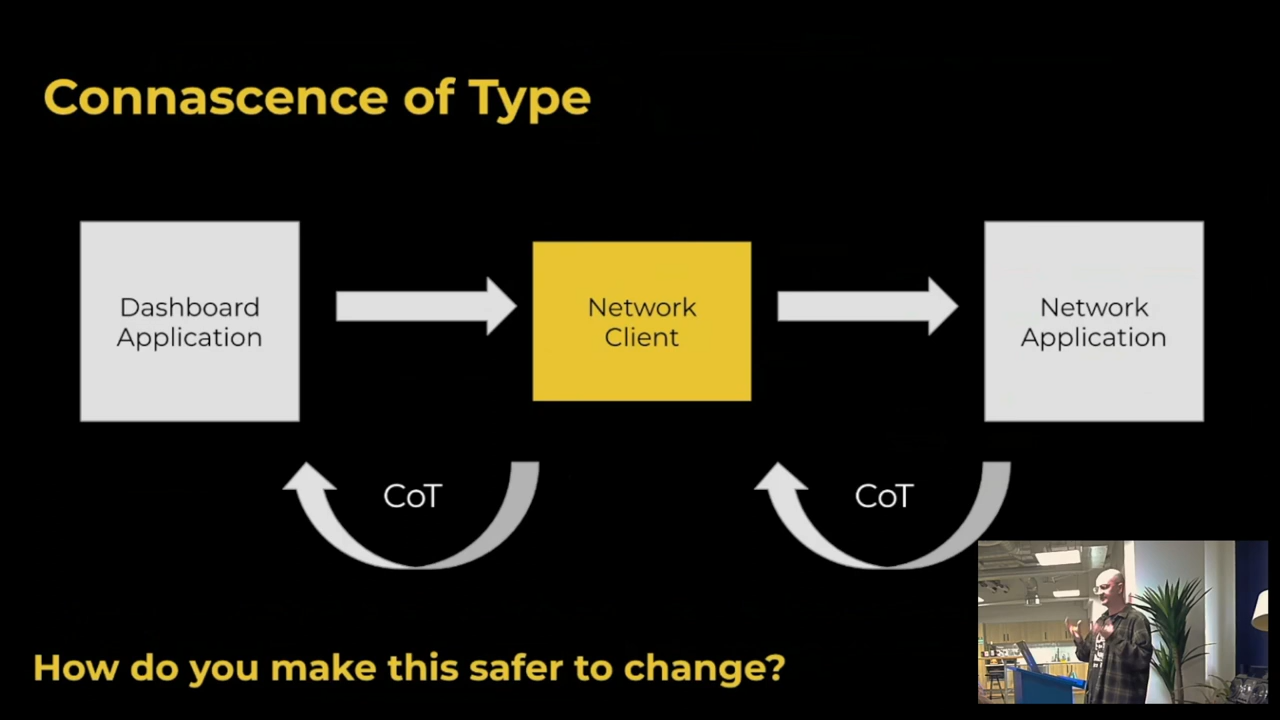 Connascence of Type
Dashboard
Application
Network
Client
Network
Application
CoT
CoT
How do you make this safer to change?